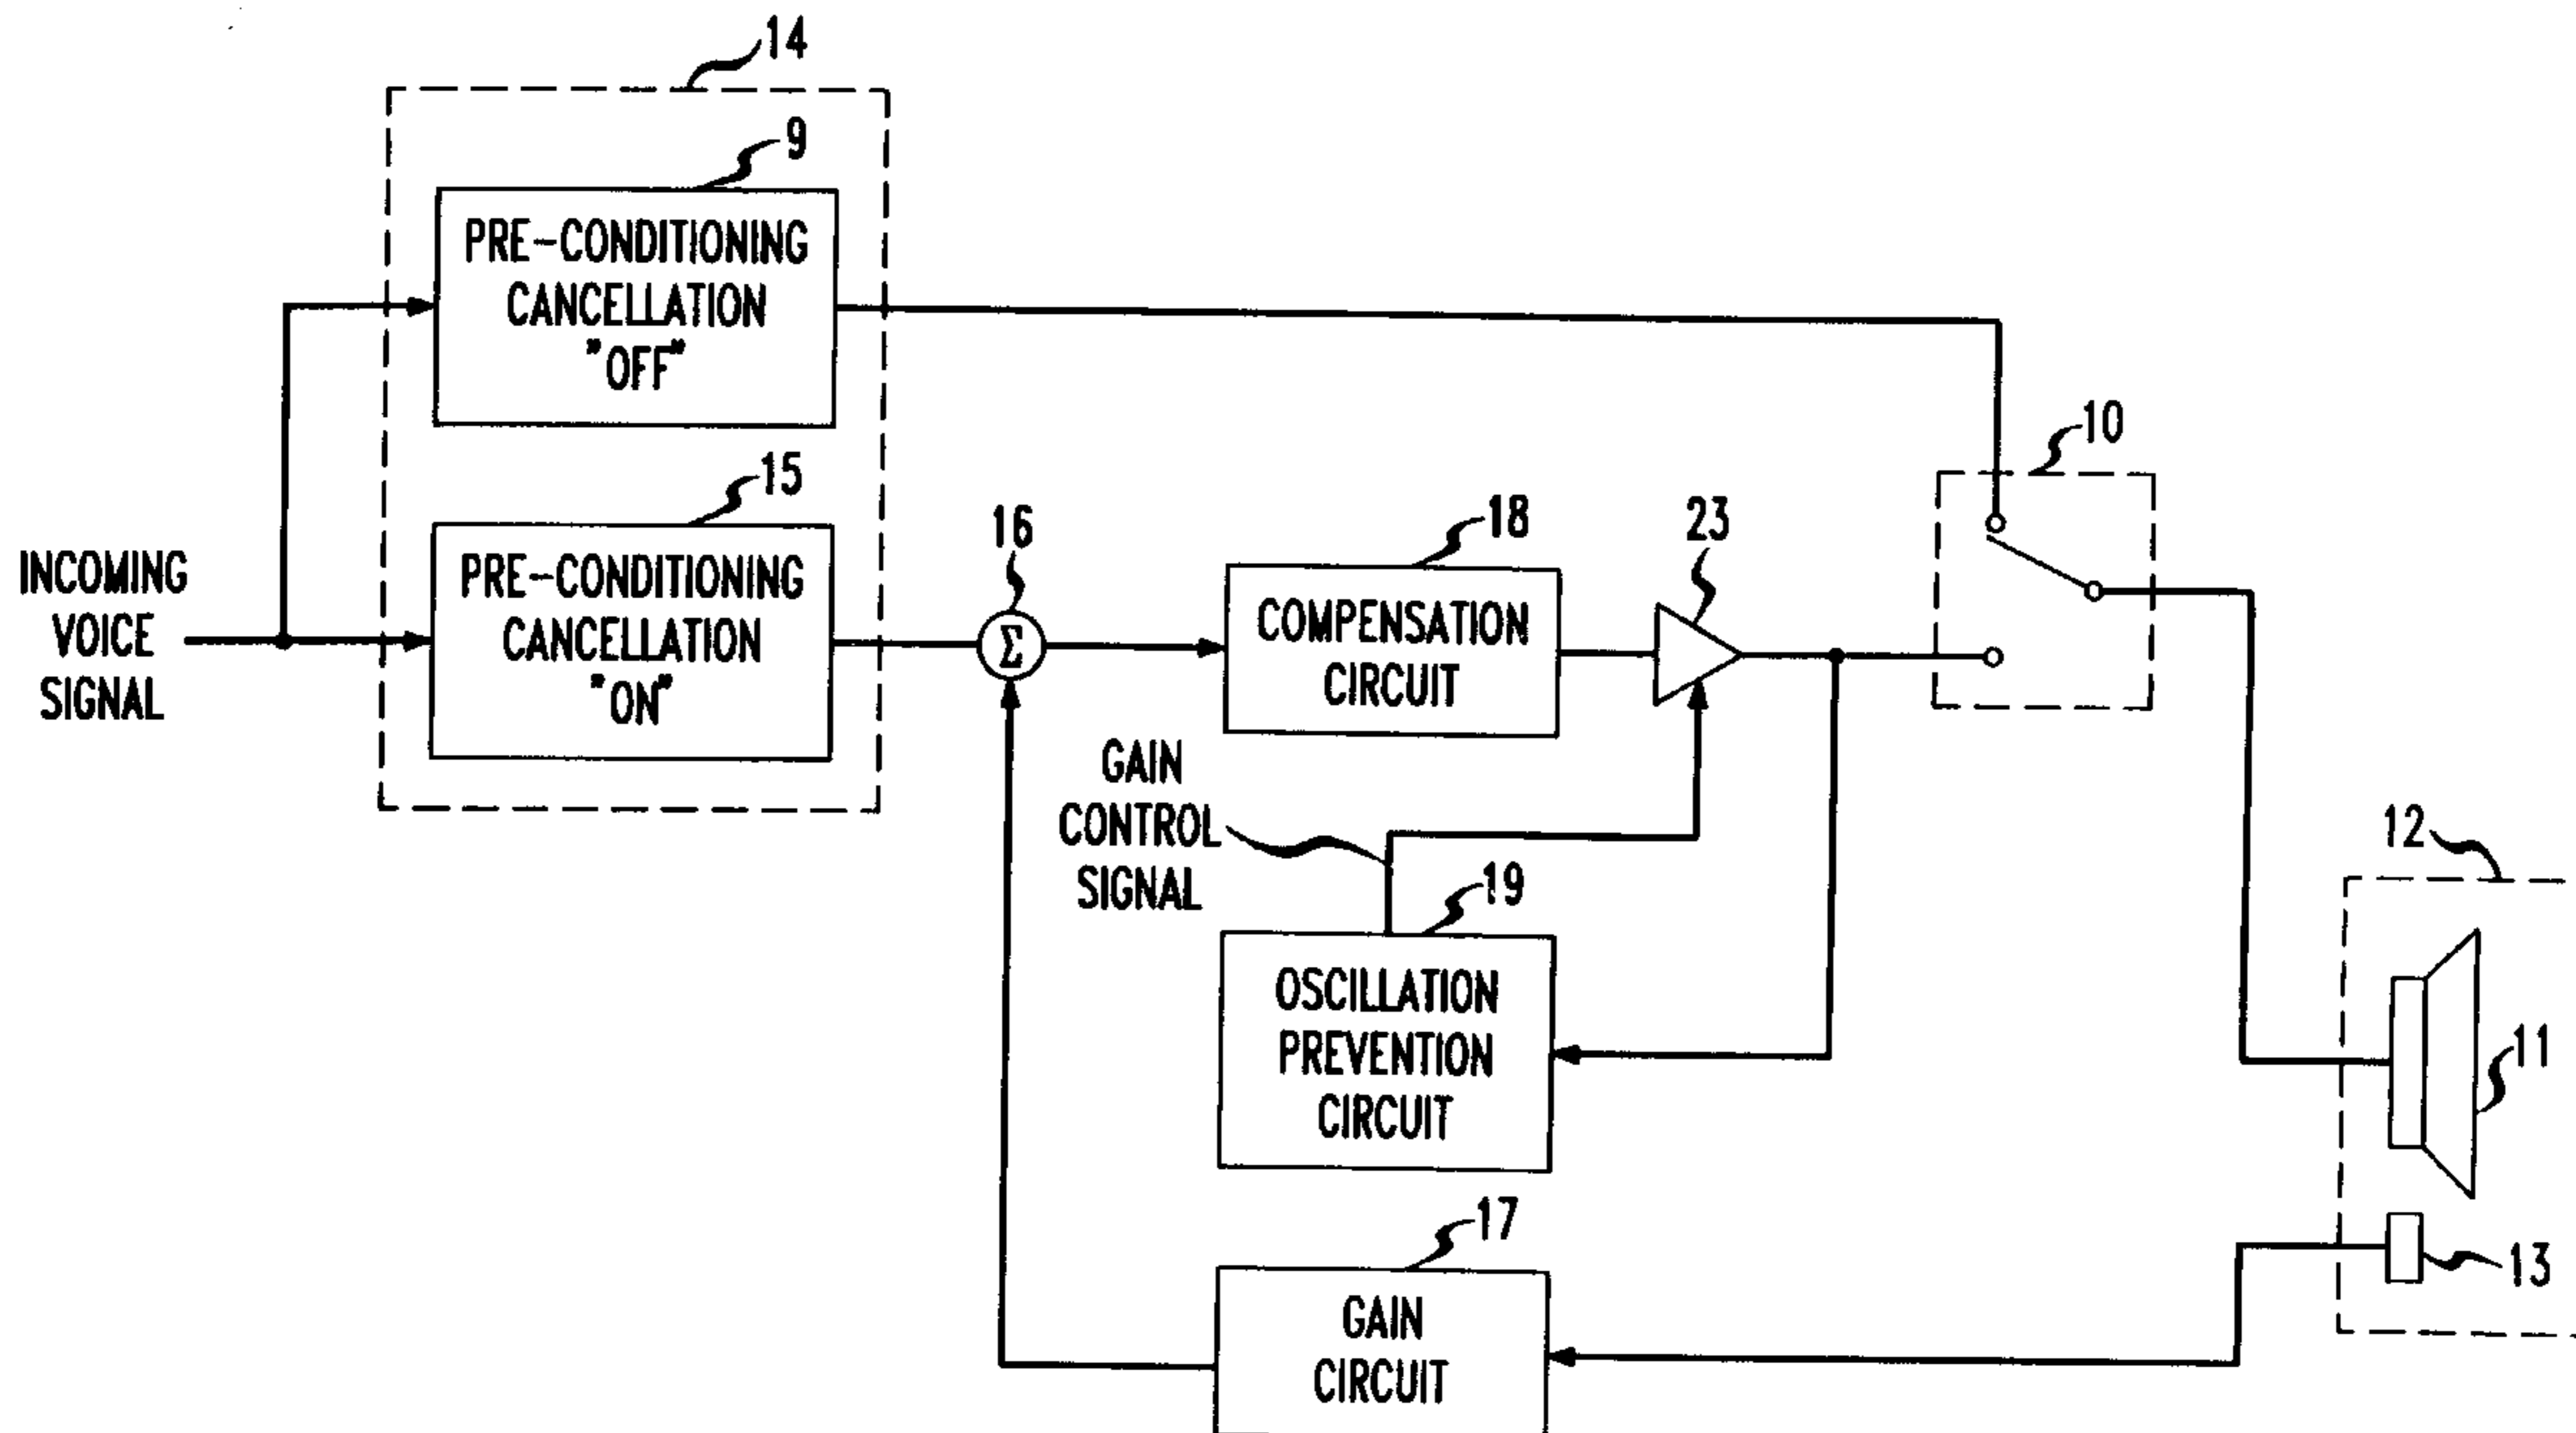 14
9
PRE-CONDITIONING
CANCELLATION
"OFF"
10
15
PRE-CONDITIONING
CANCELLATION
"ON"
INCOMING
VOICE
SIGNAL
16
Σ
18
COMPENSATION
CIRCUIT
23
GAIN
CONTROL
SIGNAL
12
19
OSCILLATION
PREVENTION
CIRCUIT
11
17
GAIN
CIRCUIT
13